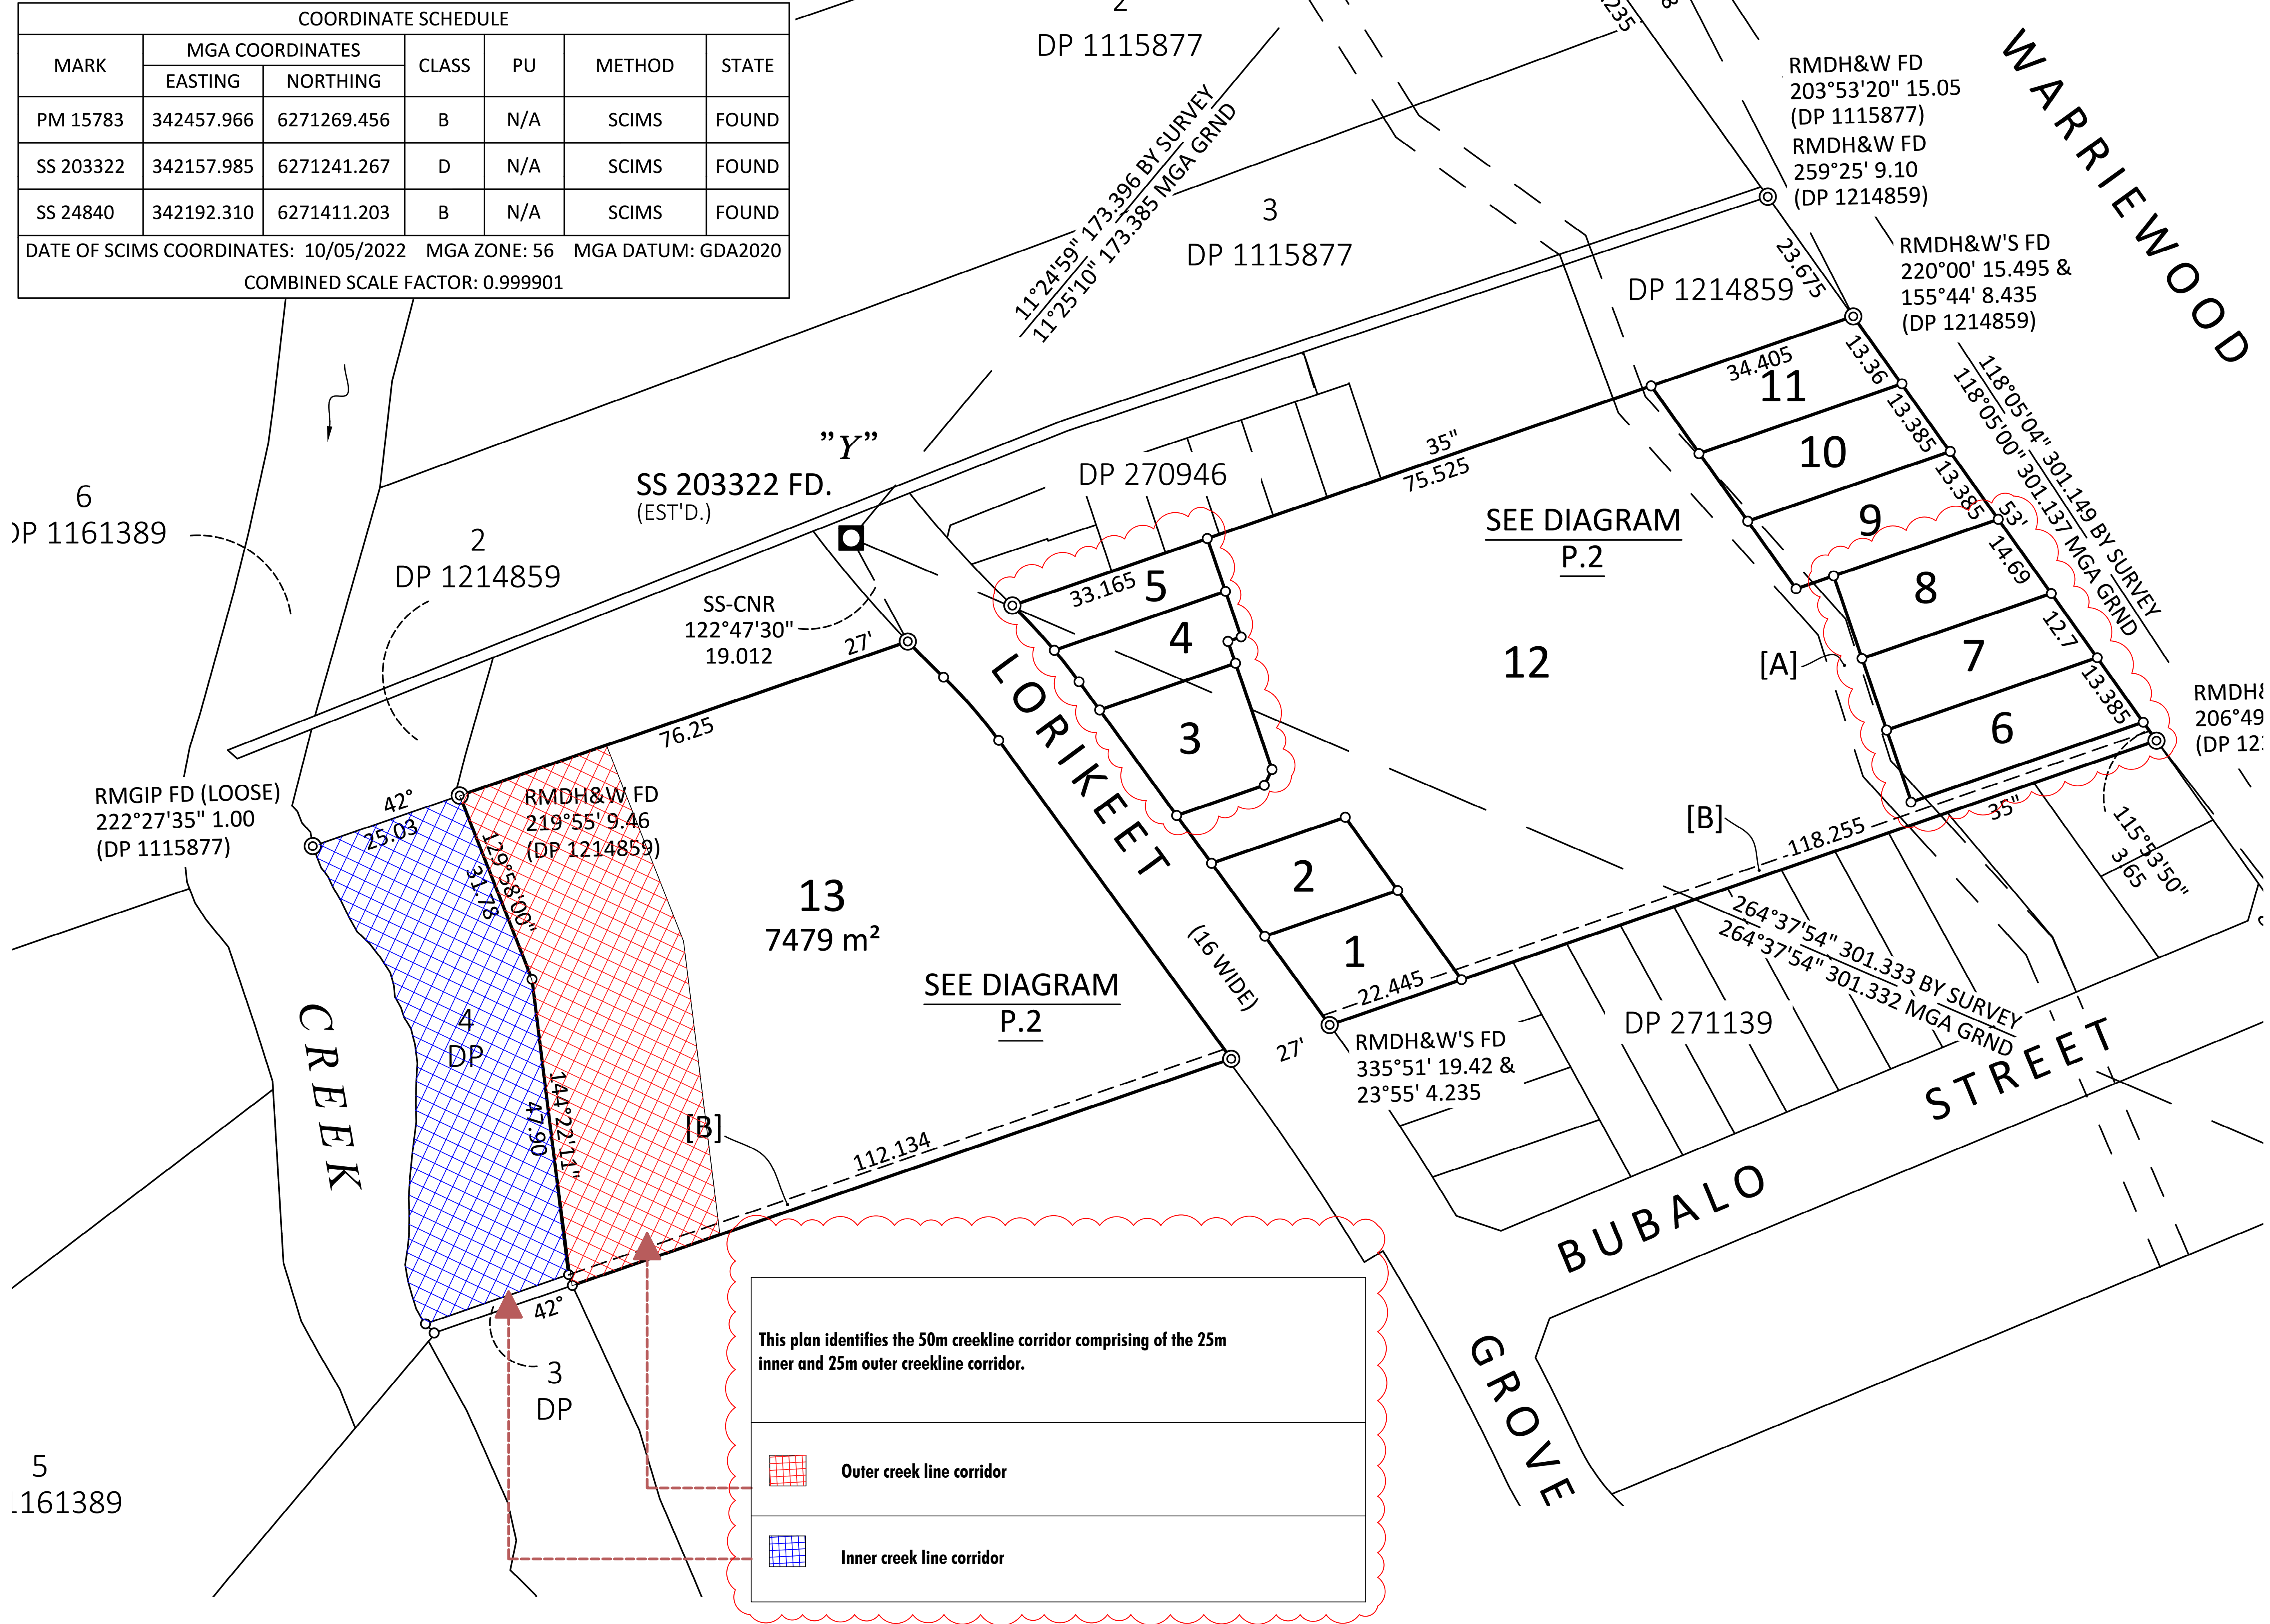 COORDINATE SCHEDULE
MARK MGA COORDINATES CLASS PU METHOD STATE
EASTING NORTHING
PM 15783 342457.966 6271269.456 B N/A SCIMS FOUND
SS 203322 342157.985 6271241.267 D N/A SCIMS FOUND
SS 24840 342192.310 6271411.203 B N/A SCIMS FOUND
DATE OF SCIMS COORDINATES: 10/05/2022 MGA ZONE: 56 MGA DATUM: GDA2020
COMBINED SCALE FACTOR: 0.999901
2
DP 1115877
235
8
WARRIEWOOD
RMDH&W FD
203°53'20" 15.05
(DP 1115877)
RMDH&W FD
259°25' 9.10
(DP 1214859)
11°24'59" 173.396 BY SURVEY
11°25'10" 173.385 MGA GRND
3
DP 1115877
RMDH&W'S FD
220°00' 15.495 &
155°44' 8.435
(DP 1214859)
DP 1214859
23.675
34.405
11
13.36
118°05'04" 301.149 BY SURVEY
118°05'00" 301.137 MGA GRND
10
13.385
9
13.385
53'
"Y"
SS 203322 FD.
(EST'D.)
DP 270946
35"
75.525
SEE DIAGRAM
P.2
6
DP 1161389
2
DP 1214859
SS-CNR
122°47'30"
19.012
27'
33.165
5
4
3
8
14.69
7
12.7
6
13.385
[A]
12
RMDH&
206°49
(DP 12
76.25
LORIKEET
RMGIP FD (LOOSE)
222°27'35" 1.00
(DP 1115877)
42°
25.03
RMDH&W FD
219°55' 9.46
(DP 1214859)
129°58'00"
31.78
13
7479 m²
SEE DIAGRAM
P.2
2
1
22.445
(16 WIDE)
27'
[B]
118.255
35"
115°53'50"
3.65
264°37'54" 301.333 BY SURVEY
264°37'54" 301.332 MGA GRND
DP 271139
RMDH&W'S FD
335°51' 19.42 &
23°55' 4.235
CREEK
4
DP
144°22'11"
47.90
[B]
112.134
BUBALO STREET
42°
3
DP
GROVE
5
1161389
This plan identifies the 50m creekline corridor comprising of the 25m
inner and 25m outer creekline corridor.
Outer creek line corridor
Inner creek line corridor